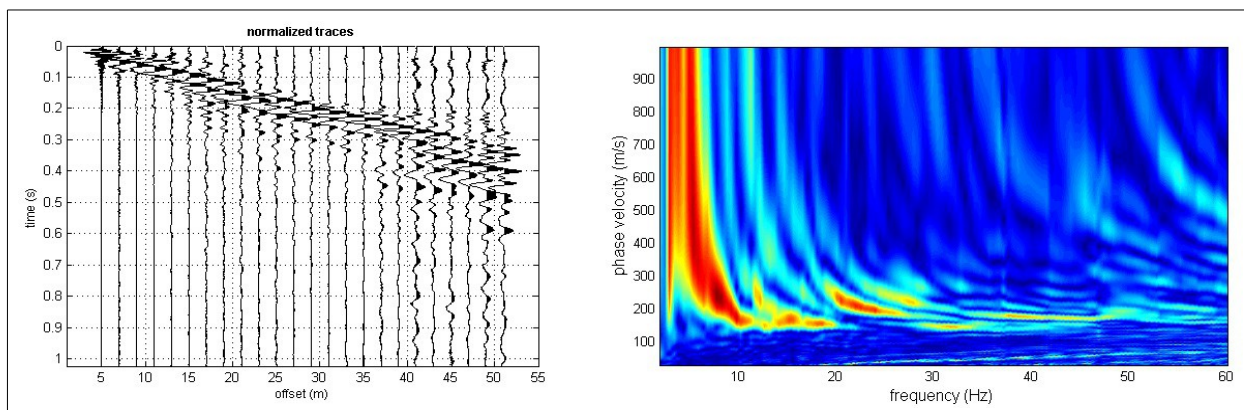 normalized traces
0
0.1
0.2
0.3
0.4
0.5
0.6
0.7
0.8
0.9
1
time (s)
5 10 15 20 25 30 35 40 45 50 55
offset (m)
900
800
700
600
500
400
300
200
100
phase velocity (m/s)
10 20 30 40 50 60
frequency (Hz)